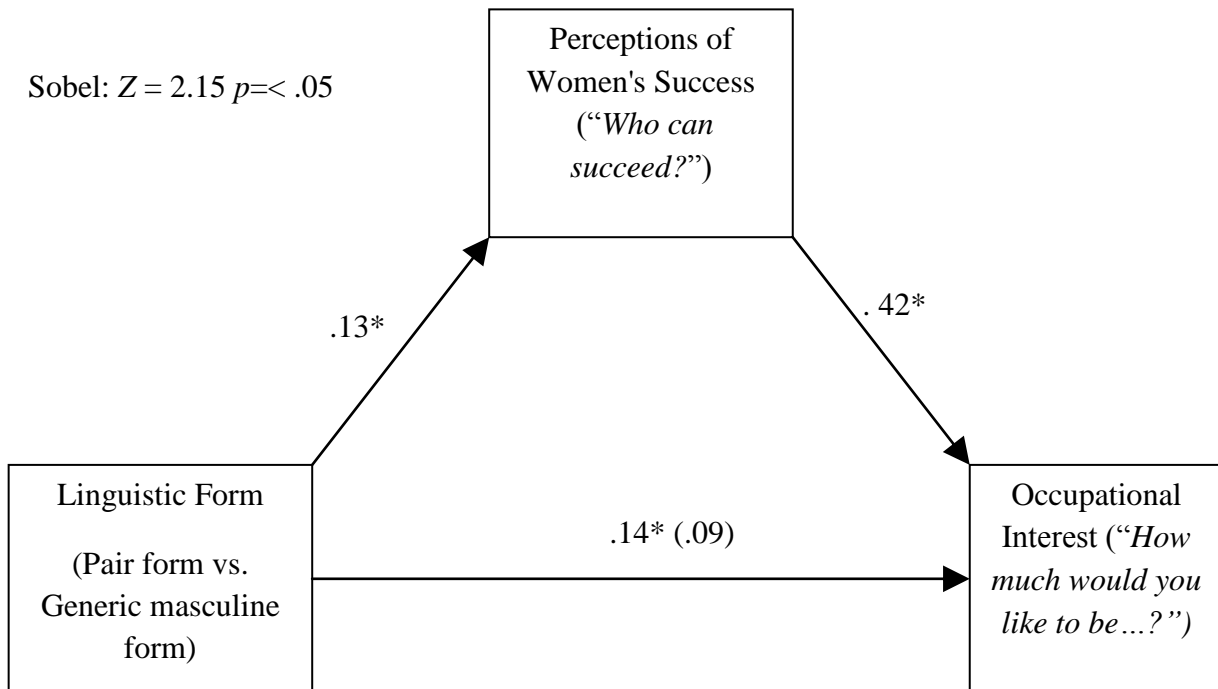 Perceptions of
Women's Success
(“Who can
succeed?”)
Sobel: Z = 2.15 p=< .05
.13*
. 42*
Linguistic Form
(Pair form vs.
Generic masculine
form)
.14* (.09)
Occupational
Interest (“How
much would you
like to be…?”)